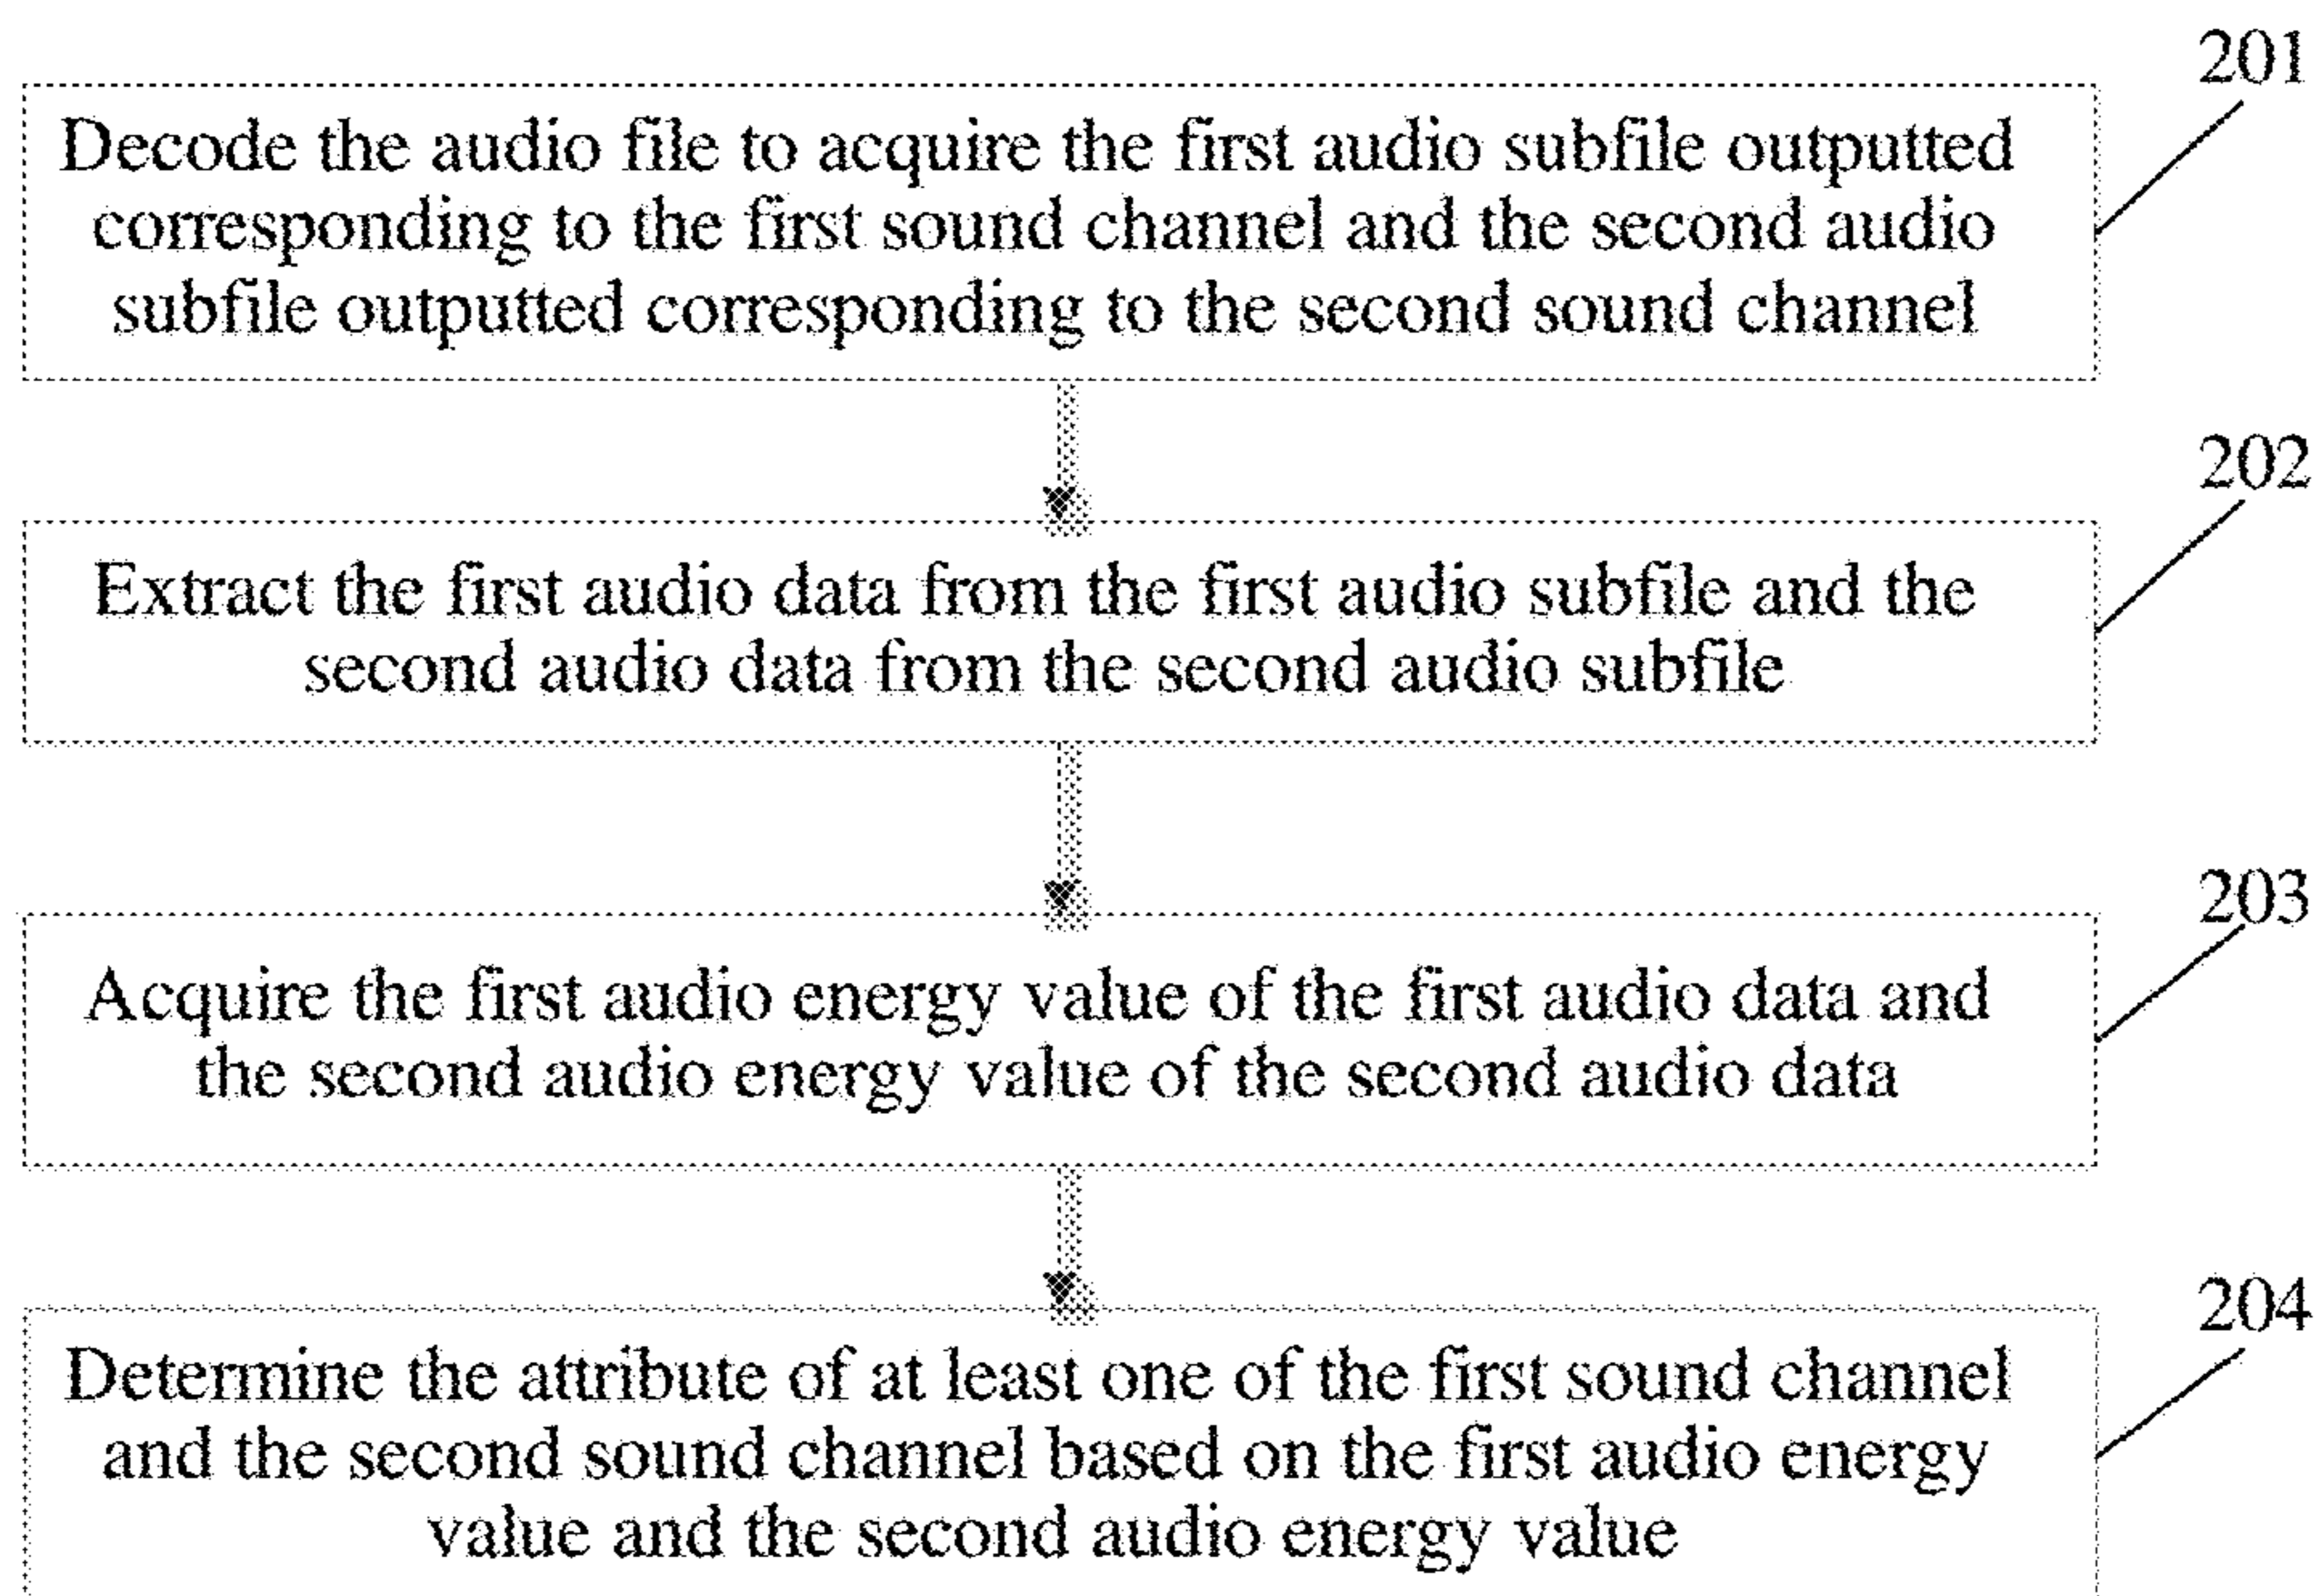 201
Decode the audio file to acquire the first audio subfile outputted
corresponding to the first sound channel and the second audio
subfile outputted corresponding to the second sound channel
202
Extract the first audio data from the first audio subfile and the
second audio data from the second audio subfile
203
Acquire the first audio energy value of the first audio data and
the second audio energy value of the second audio data
204
Determine the attribute of at least one of the first sound channel
and the second sound channel based on the first audio energy
value and the second audio energy value